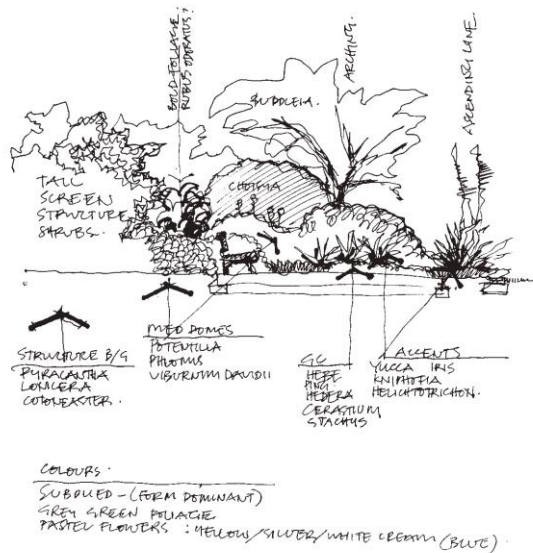 BOLD FOLIAGE:
RUBUS ODORATUS?
BUDDLEIA.
ARCHING.
ASCENDING LINE
TALL
SCREEN
STRUCTURE
SHRUBS.
CHOISYA
STRUCTURE B/G
PYRACANTHA
LONICERA
COTONEASTER.
MED DOMES
POTENTILLA
PHLOMIS
VIBURNUM DAVIDII
GC
HEBE
HEDERA
CERASTIUM
STACHYS
ACCENTS
YUCCA IRIS
KNIPHOFIA
HELICHTOTRICHON.
COLOURS.
SUBDUED - (FORM DOMINANT)
GREY GREEN FOLIAGE
PASTEL FLOWERS : YELLOW/SILVER/WHITE CREAM (BLUE)